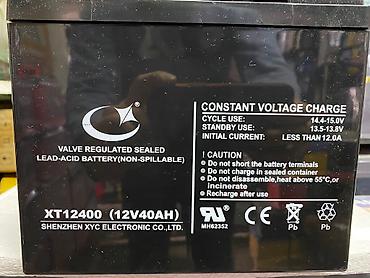 VALVE REGULATED SEALED
LEAD-ACID BATTERY(NON-SPILLABLE)
XT12400 (12V40AH)
SHENZHEN XYC ELECTRONIC CO.,LTD.
CONSTANT VOLTAGE CHARGE
CYCLE USE: 14.4-15.0V
STANDBY USE: 13.5-13.8V
INITIAL CURRENT: LESS THAN 12.0A
CAUTION:
Do not short the battery terminals
Do not charge in sealed container
Do not disassemble,heat above 55°C,or
incinerate
Recharge after use
MH62352
CE
Pb
Pb